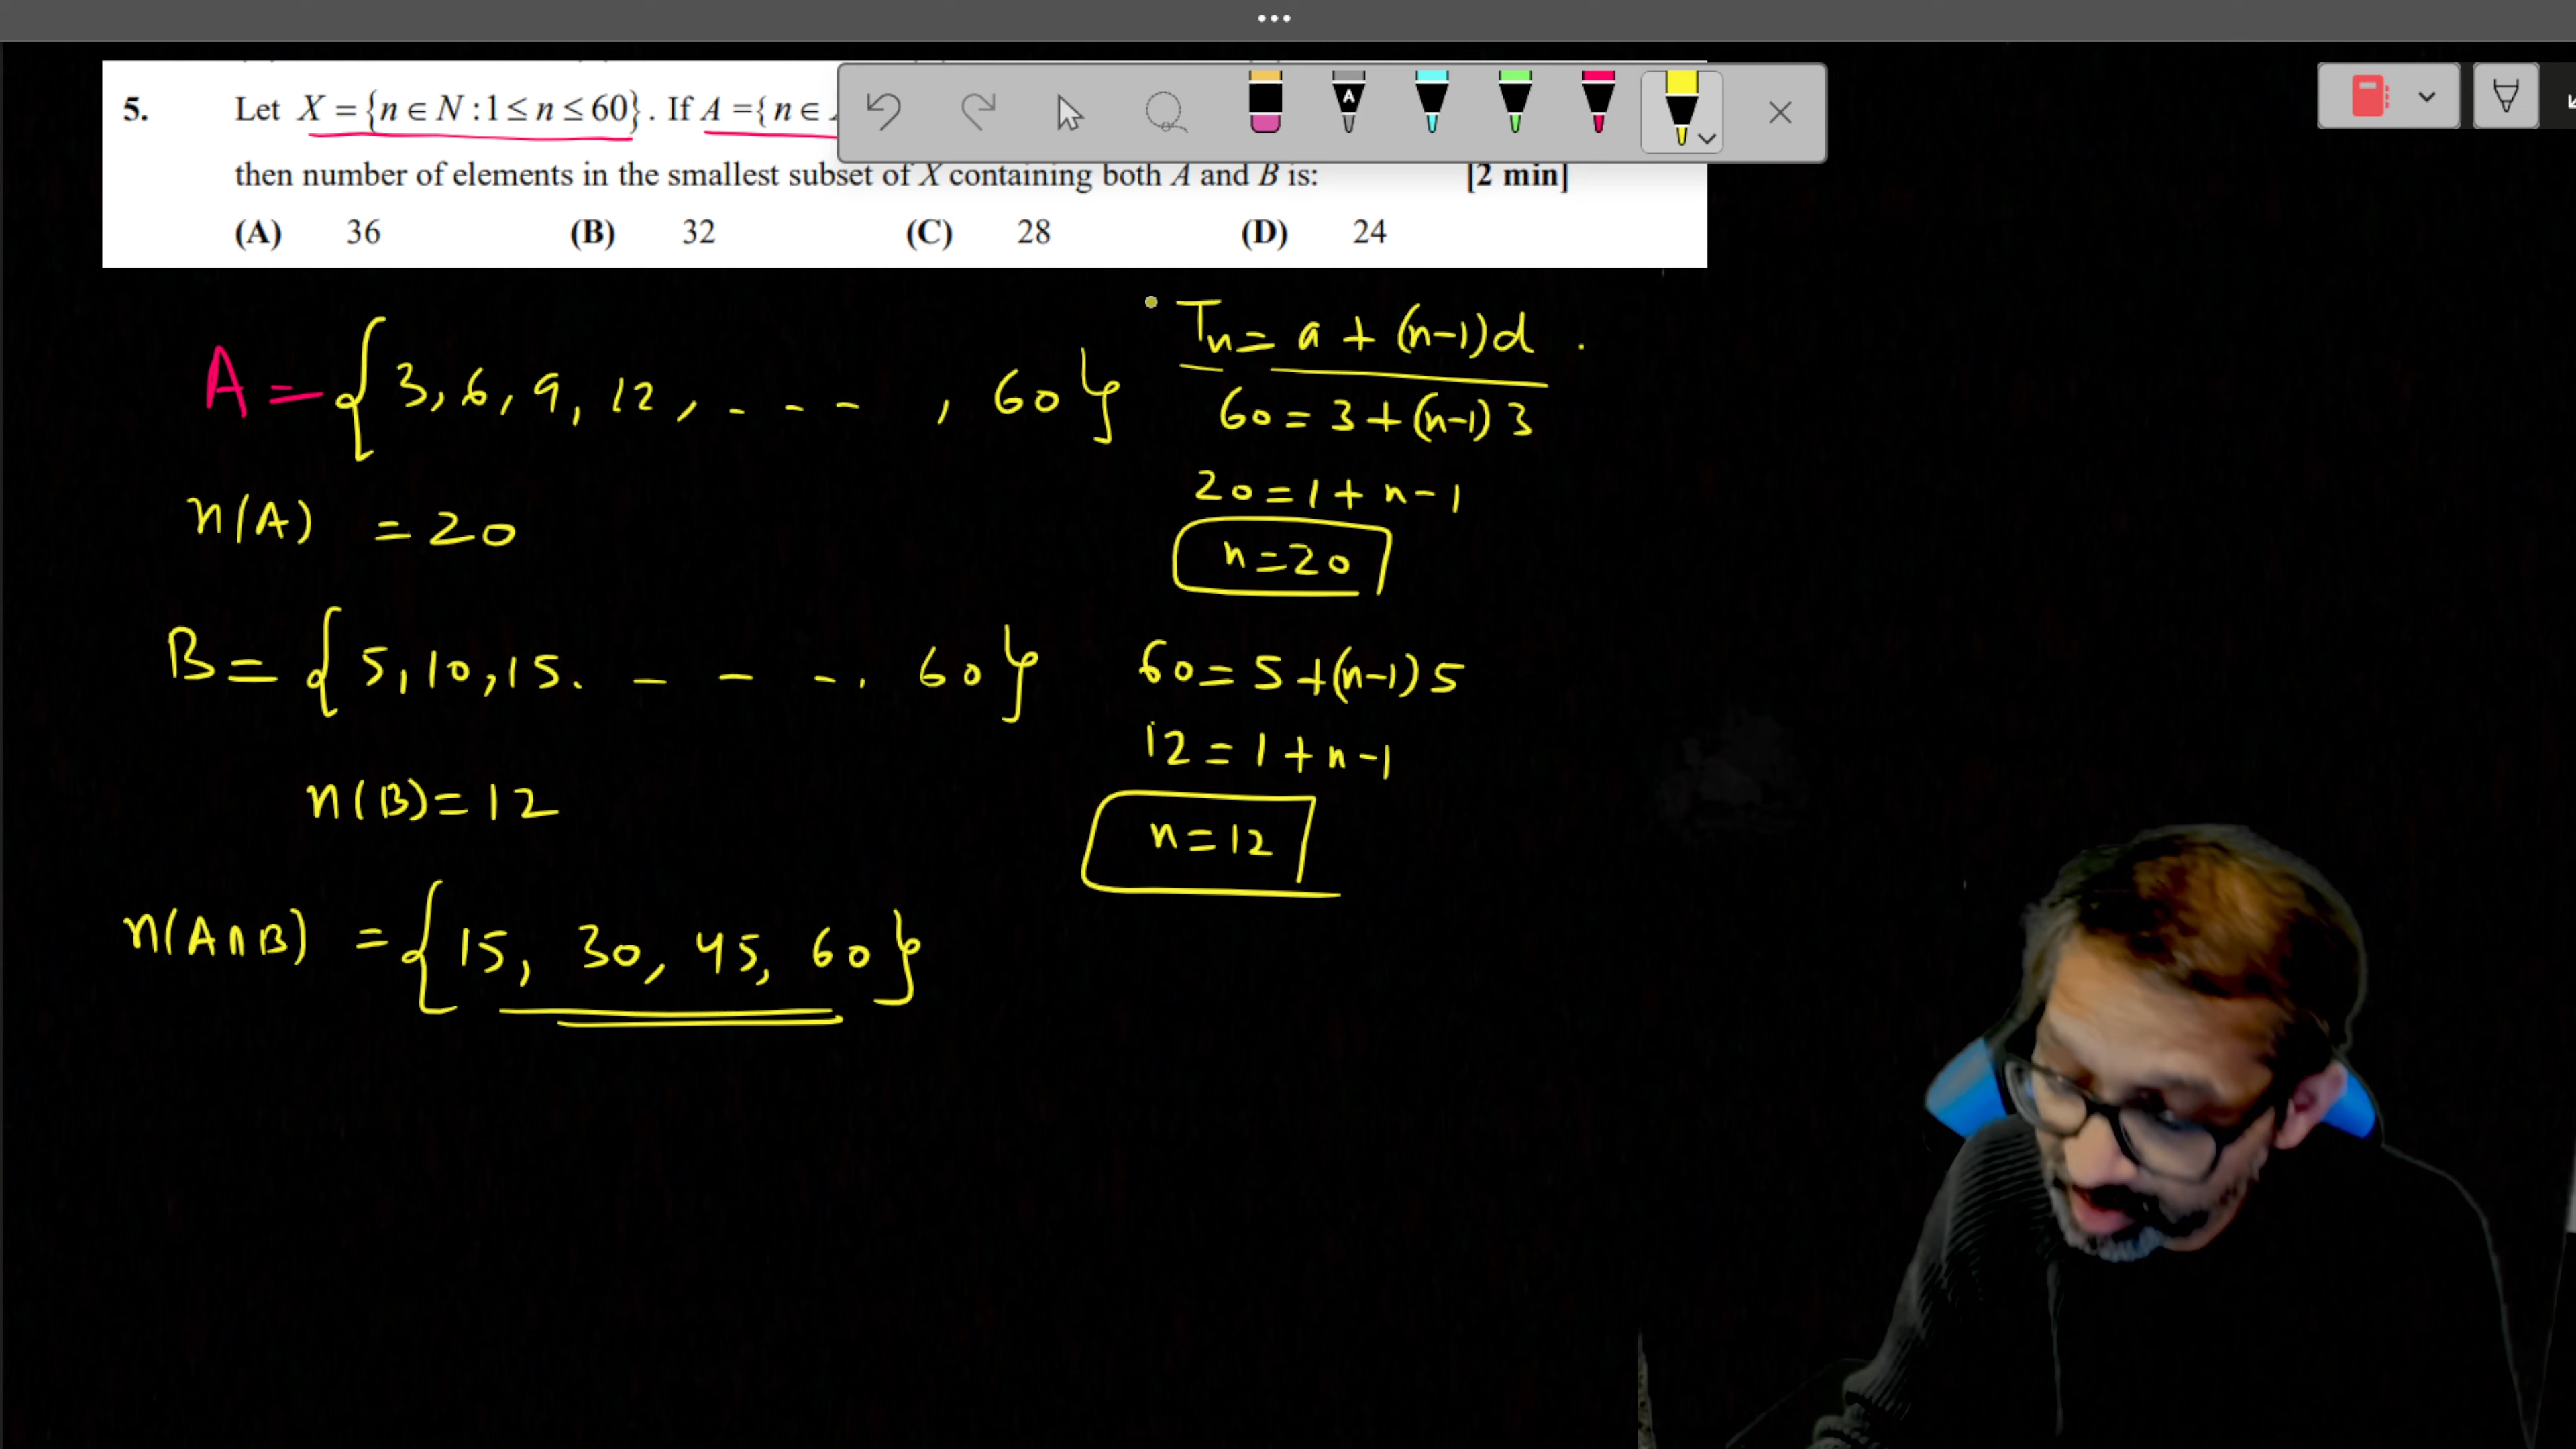 5. Let X = {n ∈ N : 1 ≤ n ≤ 60}. If A = {n ∈
then number of elements in the smallest subset of X containing both A and B is: [2 min]
(A) 36 (B) 32 (C) 28 (D) 24
A = {3, 6, 9, 12, - - - , 60}
n(A) = 20
B = {5, 10, 15. - - -. 60}
n(B) = 12
n(A∩B) = {15, 30, 45, 60}
Tn = a + (n-1)d .
60 = 3 + (n-1) 3
20 = 1 + n - 1
n = 20
60 = 5 + (n-1) 5
12 = 1 + n - 1
n = 12
A